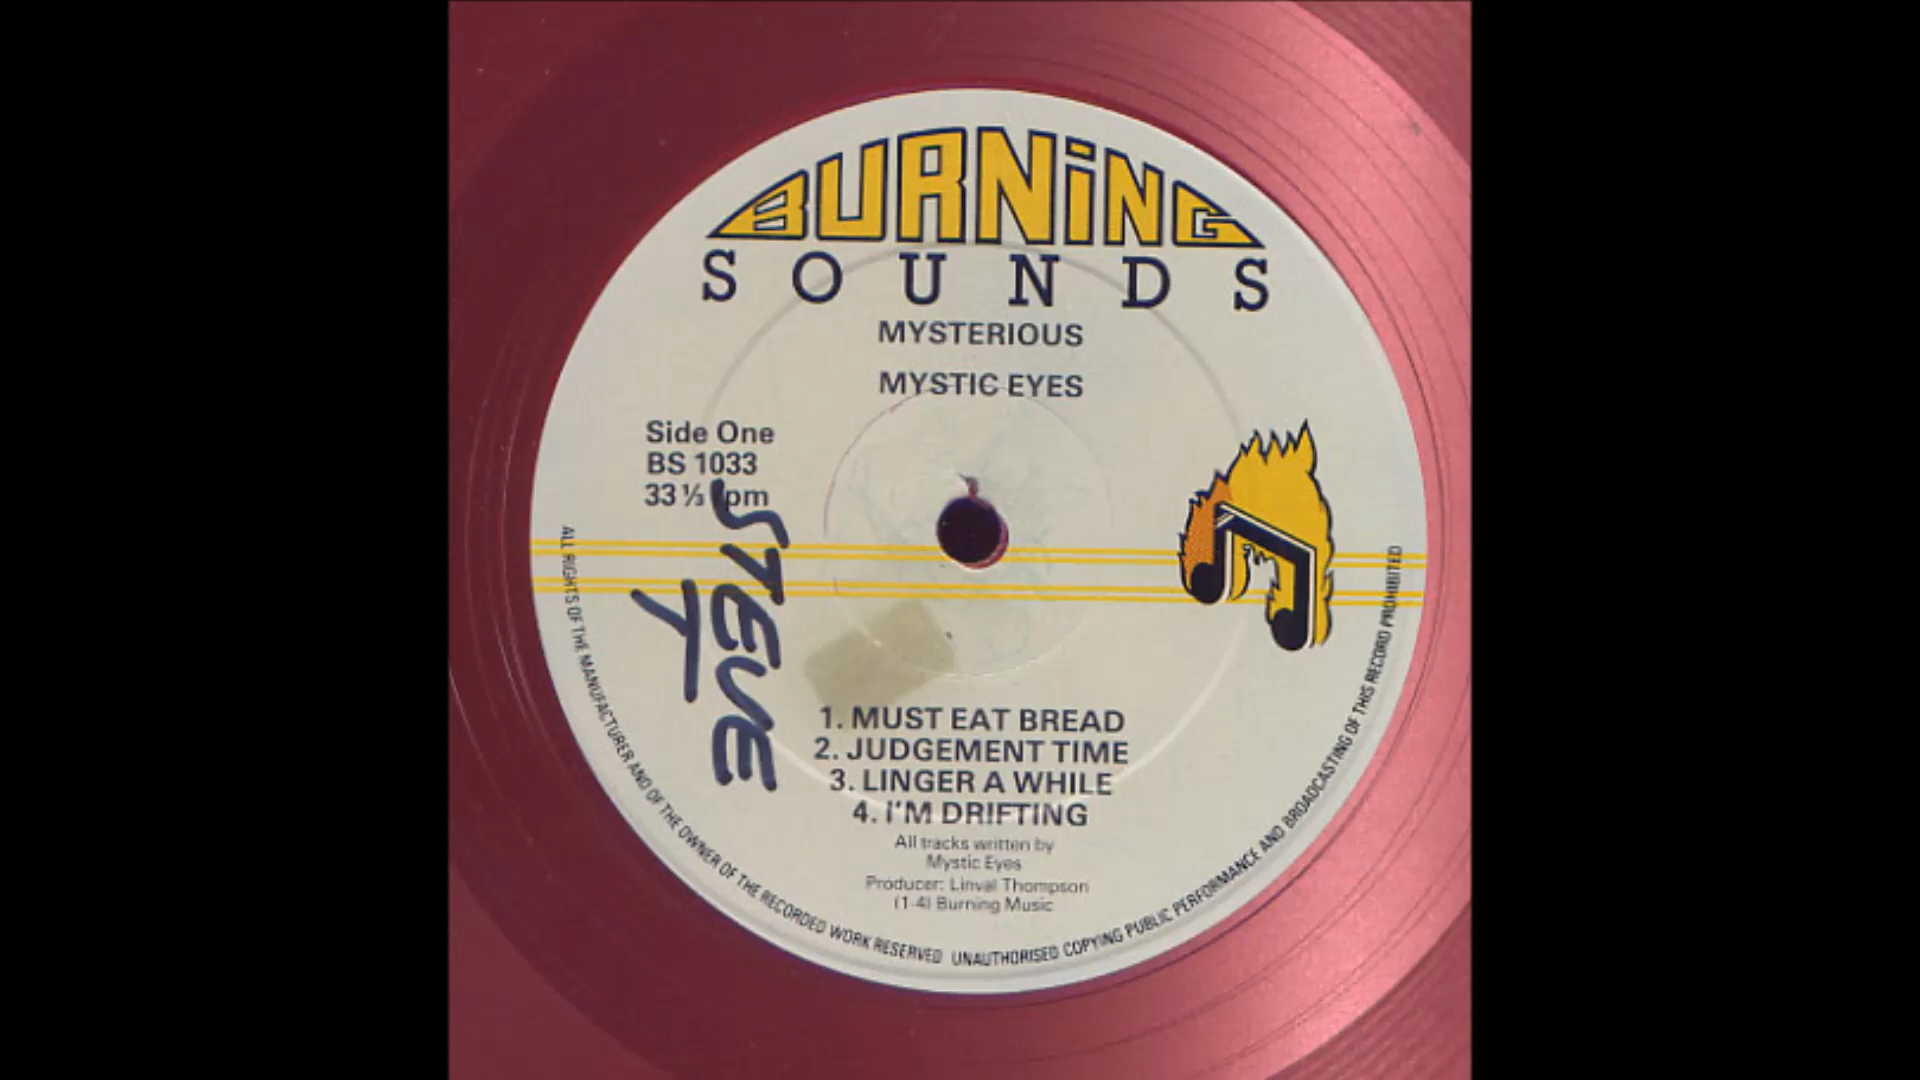 BURNiNG
SOUNDS
MYSTERIOUS
MYSTIC EYES
Side One
BS 1033
33 ⅓ rpm
STEVE
Y
1. MUST EAT BREAD
2. JUDGEMENT TIME
3. LINGER A WHILE
4. I'M DRIFTING
All tracks written by
Mystic Eyes
Producer: Linval Thompson
(1-4) Burning Music
ALL RIGHTS OF THE MANUFACTURER AND OF THE OWNER OF THE RECORDED WORK RESERVED UNAUTHORISED COPYING PUBLIC PERFORMANCE AND BROADCASTING OF THIS RECORD PROHIBITED